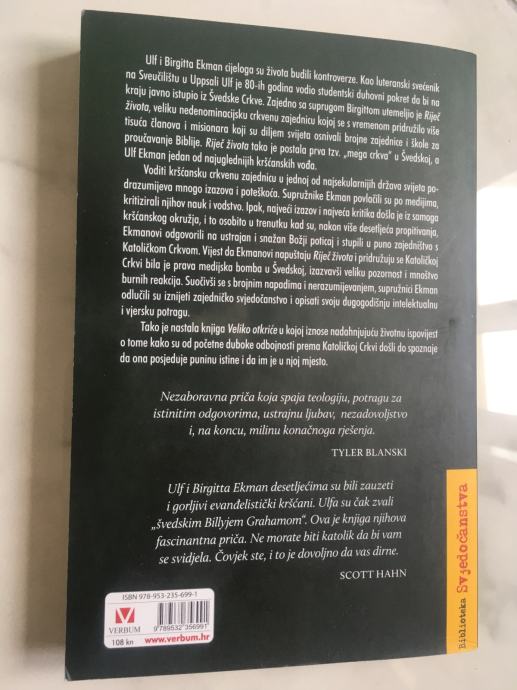 Ulf i Birgitta Ekman cijeloga su života budili kontroverze. Kao luteranski svećenik
na Sveučilištu u Uppsali Ulf je 80-ih godina vodio studentski duhovni pokret da bi na
kraju javno istupio iz Švedske Crkve. Zajedno sa suprugom Birgittom utemeljio je Riječ
života, veliku nedenominacijsku crkvenu zajednicu kojoj se s vremenom pridružilo više
tisuća članova i misionara koji su diljem svijeta osnivali brojne zajednice i škole za
proučavanje Biblije. Riječ života tako je postala prva tzv. „mega crkva" u Švedskoj, a
Ulf Ekman jedan od najuglednijih kršćanskih vođa.
Voditi kršćansku crkvenu zajednicu u jednoj od najsekularnijih država svijeta po-
drazumijeva mnogo izazova i poteškoća. Supružnike Ekman povlačili su po medijima,
kritizirali njihov nauk i vodstvo. Ipak, najveći izazov i najveća kritika došla je iz samoga
kršćanskog okružja, i to osobito u trenutku kad su, nakon više desetljeća propitivanja,
Ekmanovi odgovorili na ustrajan i snažan Božji poticaj i stupili u puno zajedništvo s
Katoličkom Crkvom. Vijest da Ekmanovi napuštaju Riječ života i pridružuju se Katoličkoj
Crkvi bila je prava medijska bomba u Švedskoj, izazvavši veliku pozornost i mnoštvo
burnih reakcija. Suočivši se s brojnim napadima i nerazumijevanjem, supružnici Ekman
odlučili su iznijeti zajedničko svjedočanstvo i opisati svoju dugogodišnju intelektualnu
i vjersku potragu.
Tako je nastala knjiga Veliko otkriće u kojoj iznose nadahnjujuću životnu ispovijest
o tome kako su od početne duboke odbojnosti prema Katoličkoj Crkvi došli do spoznaje
da ona posjeduje puninu istine i da im je u njoj mjesto.
Nezaboravna priča koja spaja teologiju, potragu za
istinitim odgovorima, ustrajnu ljubav, nezadovoljstvo
i, na koncu, milinu konačnoga rješenja.
TYLER BLANSKI
Ulf i Birgitta Ekman desetljećima su bili zauzeti
i gorljivi evanđelistički kršćani. Ulfa su čak zvali
„švedskim Billyjem Grahamom". Ova je knjiga njihova
fascinantna priča. Ne morate biti katolik da bi vam
se svidjela. Čovjek ste, i to je dovoljno da vas dirne.
SCOTT HAHN
Biblioteka Svjedočanstva
ISBN 978-953-235-699-1
VERBUM
9 789532 356991
108 kn
www.verbum.hr